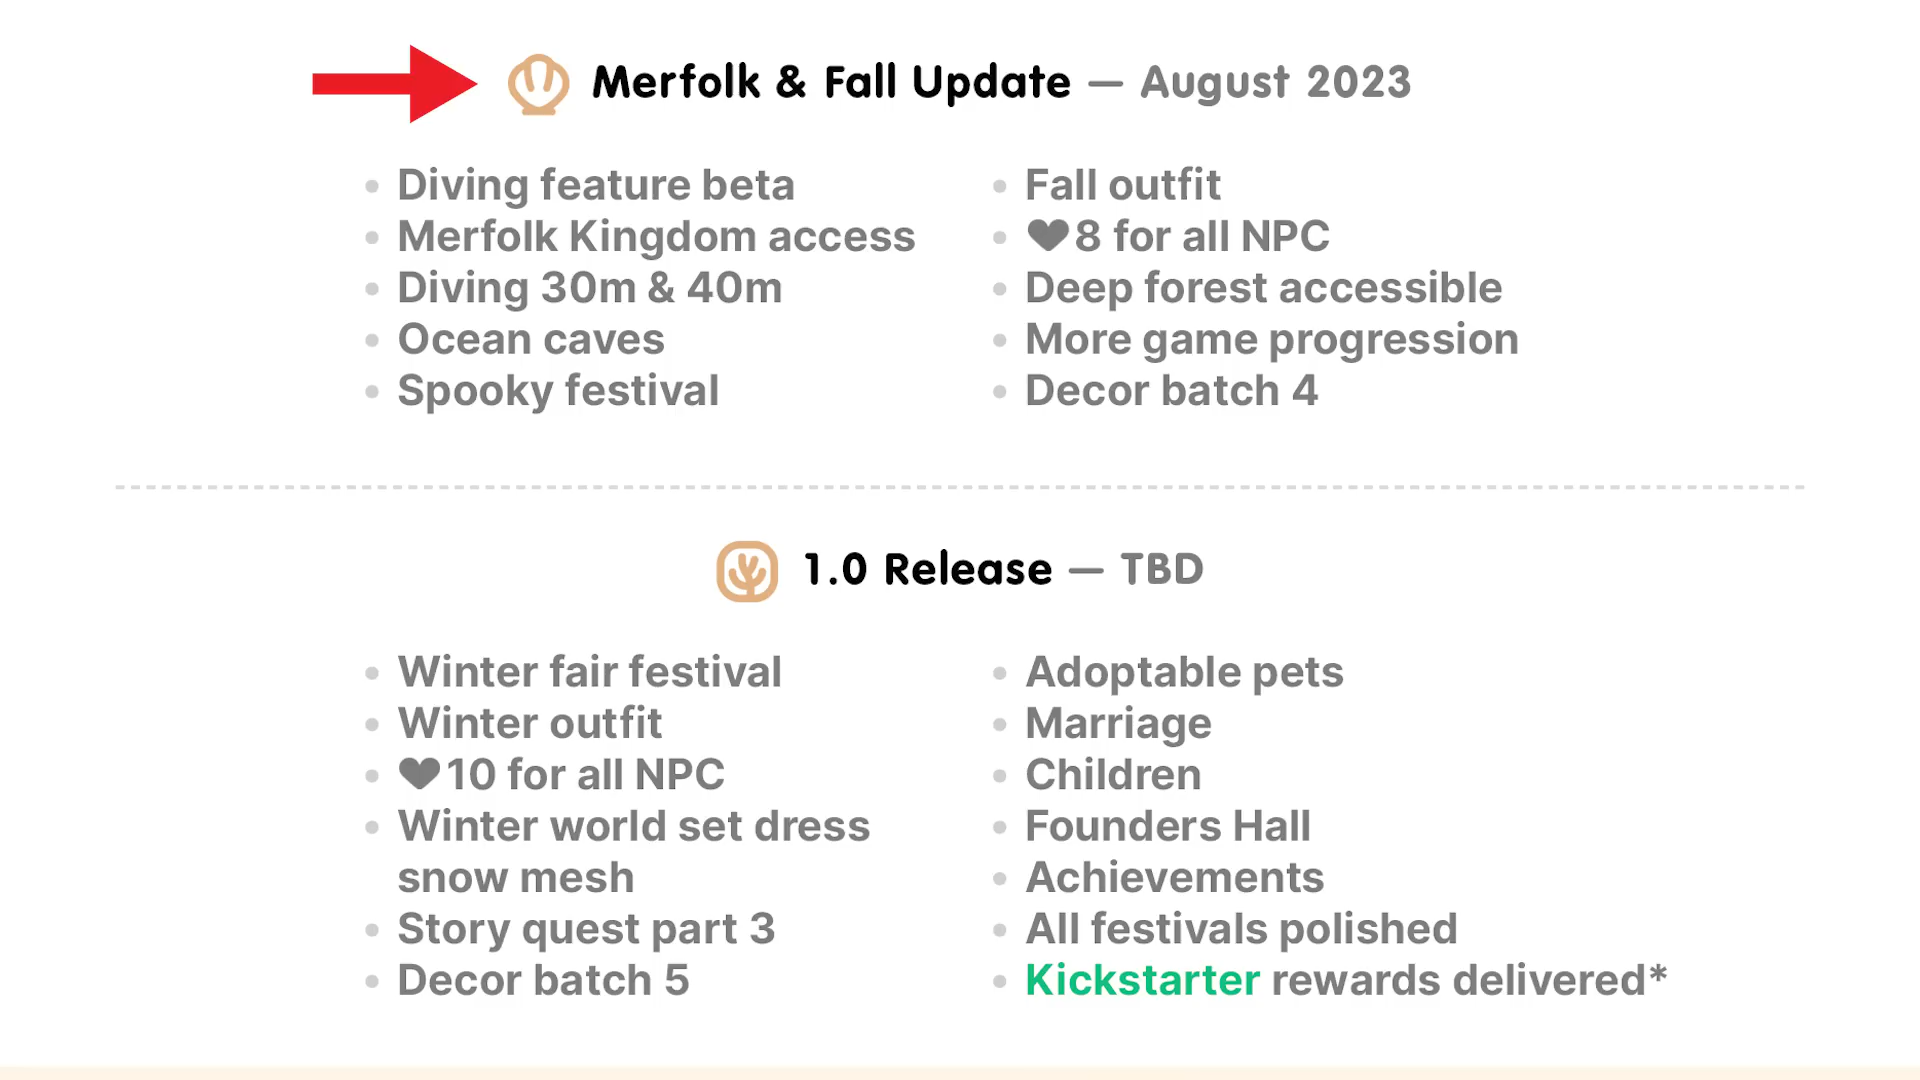 Merfolk & Fall Update — August 2023
Diving feature beta
Merfolk Kingdom access
Diving 30m & 40m
Ocean caves
Spooky festival
Fall outfit
♥8 for all NPC
Deep forest accessible
More game progression
Decor batch 4
1.0 Release — TBD
Winter fair festival
Winter outfit
♥10 for all NPC
Winter world set dress
snow mesh
Story quest part 3
Decor batch 5
Adoptable pets
Marriage
Children
Founders Hall
Achievements
All festivals polished
Kickstarter rewards delivered*